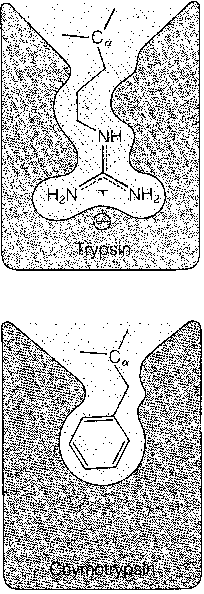 Cα
NH
H₂N + NH₂
−
Trypsin
Cα
Chymotrypsin